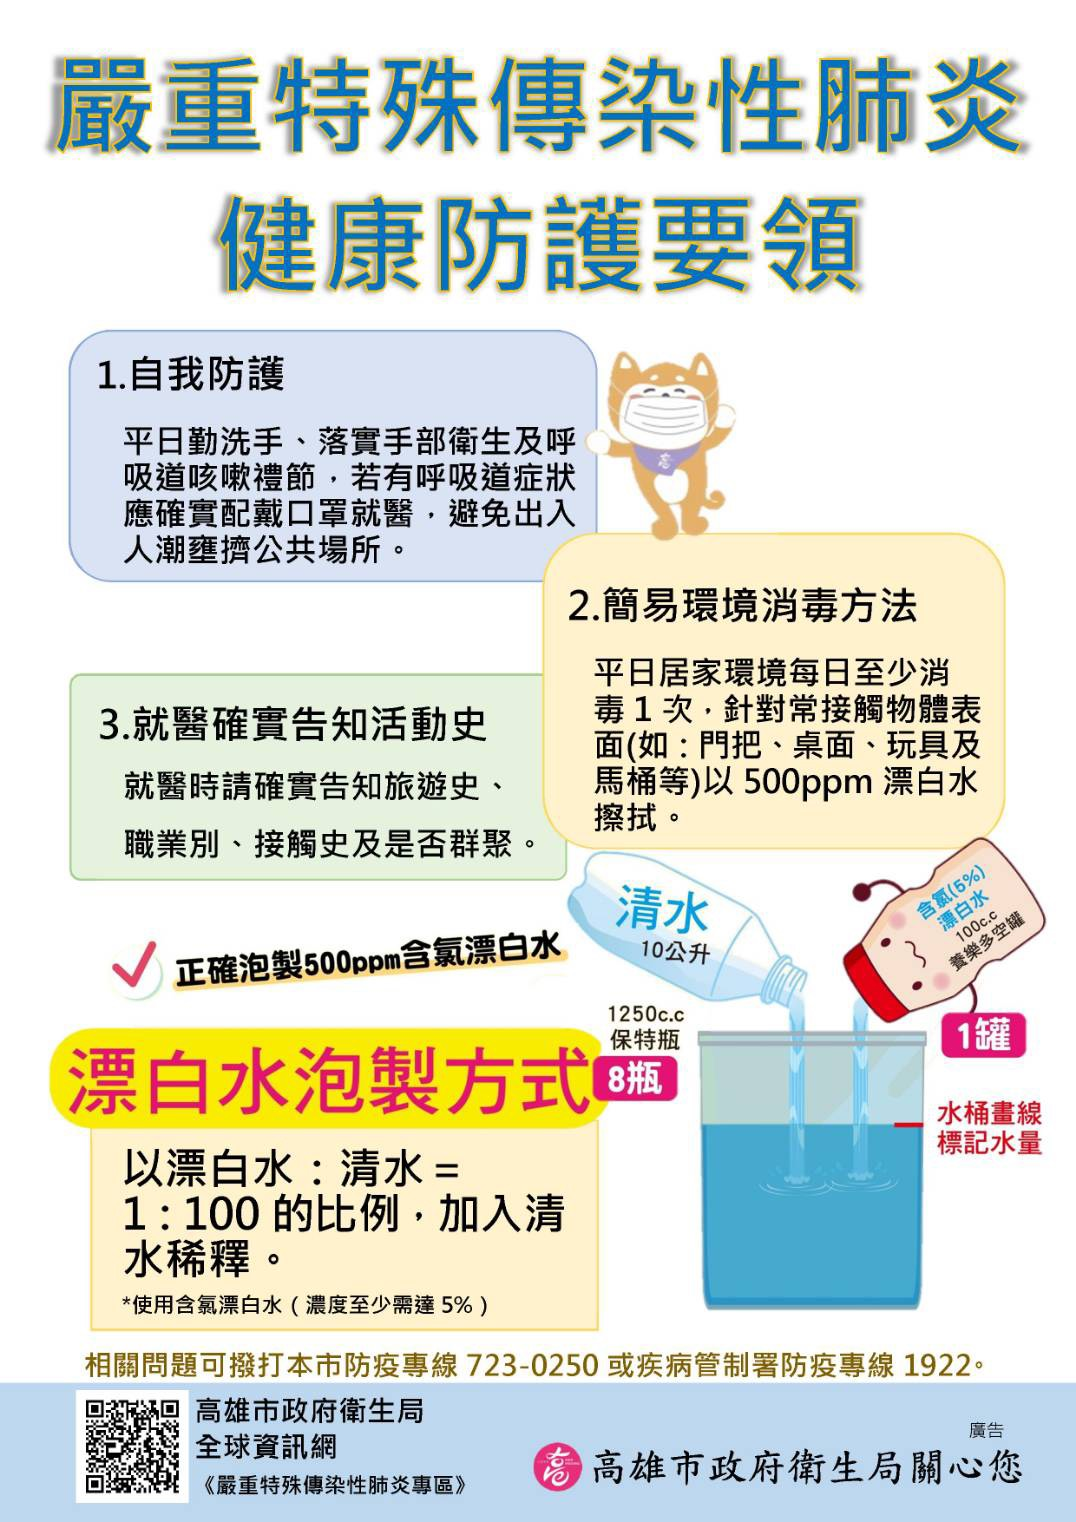 嚴重特殊傳染性肺炎
健康防護要領
1.自我防護
平日勤洗手、落實手部衛生及呼
吸道咳嗽禮節，若有呼吸道症狀
應確實配戴口罩就醫，避免出入
人潮壅擠公共場所。
2.簡易環境消毒方法
平日居家環境每日至少消
毒 1 次，針對常接觸物體表
面(如：門把、桌面、玩具及
馬桶等)以 500ppm 漂白水
擦拭。
3.就醫確實告知活動史
就醫時請確實告知旅遊史、
職業別、接觸史及是否群聚。
正確泡製500ppm含氯漂白水
清水
10公升
含氯(5%)
漂白水
100c.c
養樂多空罐
1250c.c
保特瓶
8瓶
1罐
水桶畫線
標記水量
漂白水泡製方式
以漂白水：清水 =
1：100 的比例，加入清
水稀釋。
*使用含氯漂白水（濃度至少需達 5%）
相關問題可撥打本市防疫專線 723-0250 或疾病管制署防疫專線 1922。
高雄市政府衛生局
全球資訊網
《嚴重特殊傳染性肺炎專區》
廣告
高雄市政府衛生局關心您